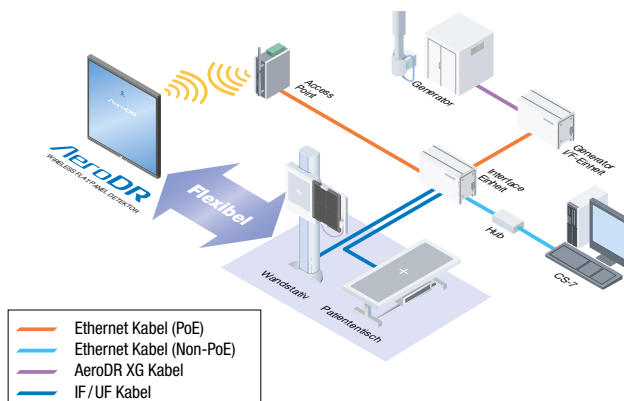 AeroDR
AeroDR
WIRELESS FLAT PANEL DETEKTOR
Flexibel
Access
Point
Generator
Generator
I/F-Einheit
Interface
Einheit
Hub
CS-7
Wandstativ
Patiententisch
Ethernet Kabel (PoE)
Ethernet Kabel (Non-PoE)
AeroDR XG Kabel
IF/UF Kabel